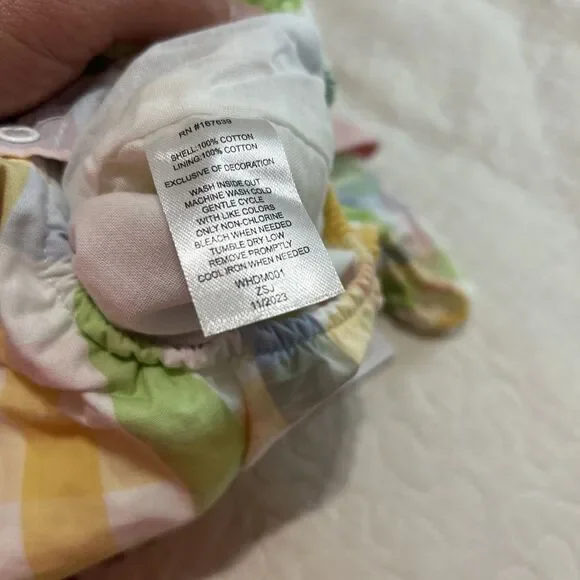 RN #167639
SHELL:100% COTTON
LINING:100% COTTON
EXCLUSIVE OF DECORATION
WASH INSIDE OUT
MACHINE WASH COLD
GENTLE CYCLE
WITH LIKE COLORS
ONLY NON-CHLORINE
BLEACH WHEN NEEDED
TUMBLE DRY LOW
REMOVE PROMPTLY
COOL IRON WHEN NEEDED
WHDM001
ZSJ
11/2023